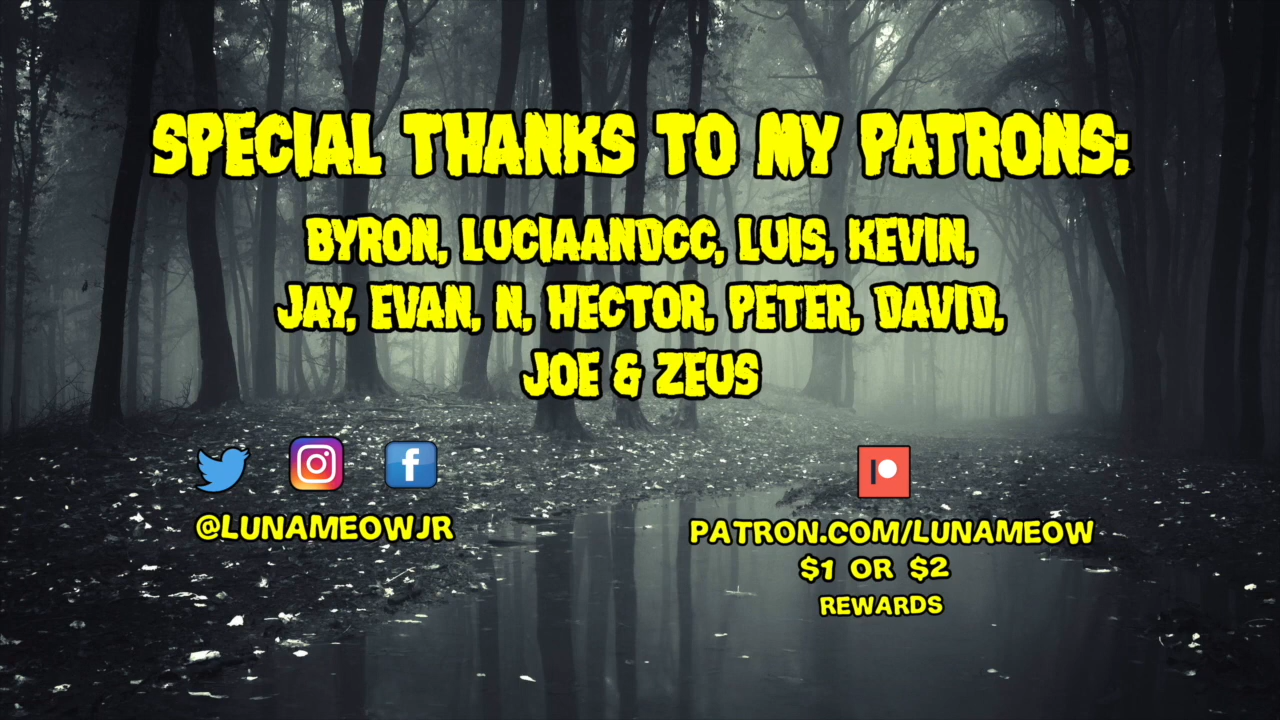 SPECIAL THANKS TO MY PATRONS:
BYRON, LUCIAANDCC, LUIS, KEVIN,
JAY, EVAN, N, HECTOR, PETER, DAVID,
JOE & ZEUS
@LUNAMEOWJR
PATRON.COM/LUNAMEOW
$1 OR $2
REWARDS